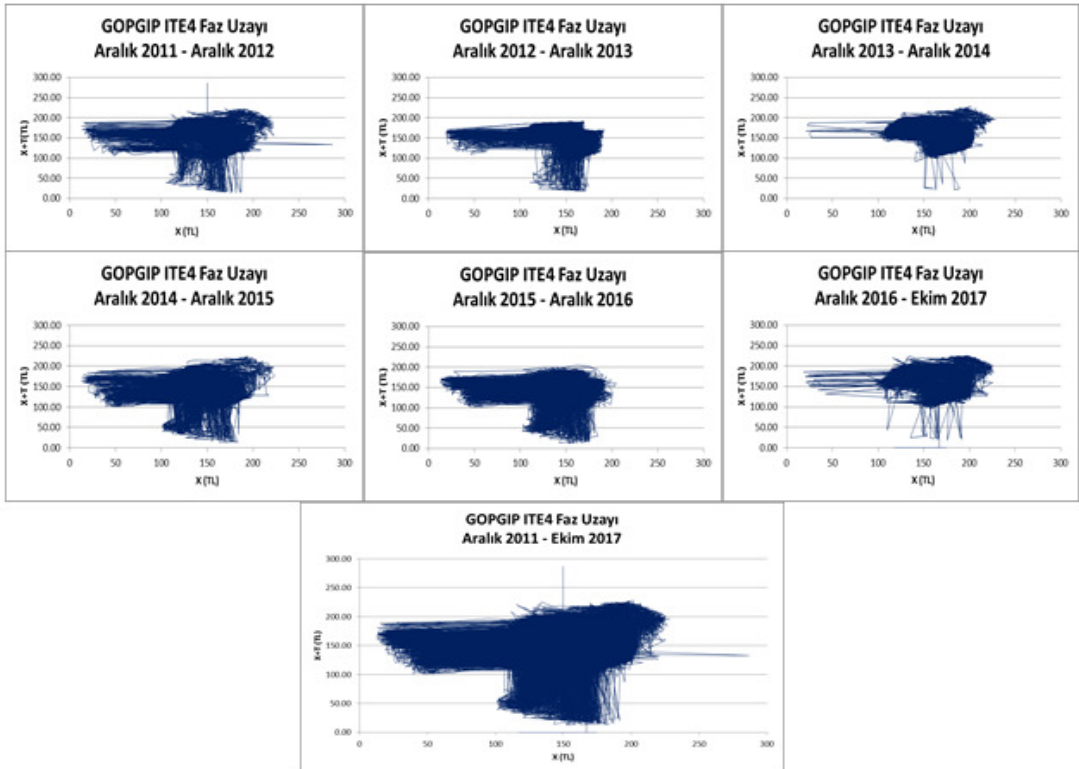 GOPGIP ITE4 Faz Uzayı
Aralık 2011 - Aralık 2012
X+T(TL)
300.00
250.00
200.00
150.00
100.00
50.00
0.00
0 50 100 150 200 250 300
X (TL)
GOPGIP ITE4 Faz Uzayı
Aralık 2012 - Aralık 2013
X+T (TL)
300.00
250.00
200.00
150.00
100.00
50.00
0.00
0 50 100 150 200 250 300
X (TL)
GOPGIP ITE4 Faz Uzayı
Aralık 2013 - Aralık 2014
X+T (TL)
300.00
250.00
200.00
150.00
100.00
50.00
0.00
0 50 100 150 200 250 300
X (TL)
GOPGIP ITE4 Faz Uzayı
Aralık 2014 - Aralık 2015
X+T (TL)
300.00
250.00
200.00
150.00
100.00
50.00
0.00
0 50 100 150 200 250 300
X (TL)
GOPGIP ITE4 Faz Uzayı
Aralık 2015 - Aralık 2016
X+T (TL)
300.00
250.00
200.00
150.00
100.00
50.00
0.00
0 50 100 150 200 250 300
X (TL)
GOPGIP ITE4 Faz Uzayı
Aralık 2016 - Ekim 2017
X+T (TL)
300.00
250.00
200.00
150.00
100.00
50.00
0.00
0 50 100 150 200 250 300
X (TL)
GOPGIP ITE4 Faz Uzayı
Aralık 2011 - Ekim 2017
X+T (TL)
300.00
250.00
200.00
150.00
100.00
50.00
0.00
0 50 100 150 200 250 300
X (TL)